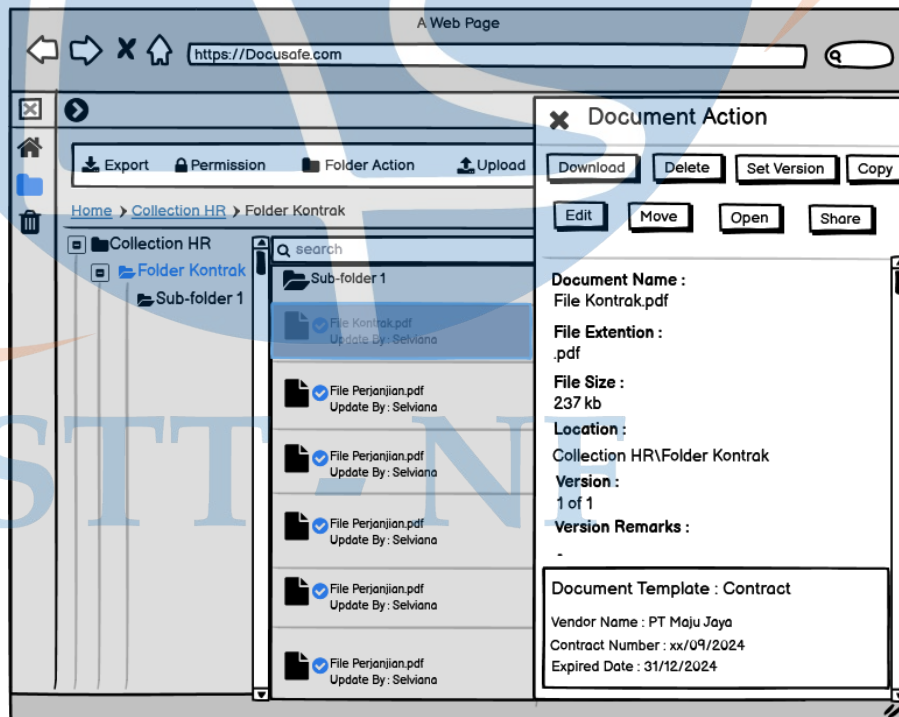 A Web Page
https://Docusafe.com
Export Permission Folder Action Upload
Home Collection HR Folder Kontrak
Collection HR
Folder Kontrak
Sub-folder 1
search
Sub-folder 1
File Kontrak.pdf
Update By : Selviana
File Perjanjian.pdf
Update By : Selviana
File Perjanjian.pdf
Update By : Selviana
File Perjanjian.pdf
Update By : Selviana
File Perjanjian.pdf
Update By : Selviana
File Perjanjian.pdf
Update By : Selviana
Document Action
Download Delete Set Version Copy
Edit Move Open Share
Document Name :
File Kontrak.pdf
File Extention :
.pdf
File Size :
237 kb
Location :
Collection HR\Folder Kontrak
Version :
1 of 1
Version Remarks :
-
Document Template : Contract
Vendor Name : PT Maju Jaya
Contract Number : xx/09/2024
Expired Date : 31/12/2024
STT - NF